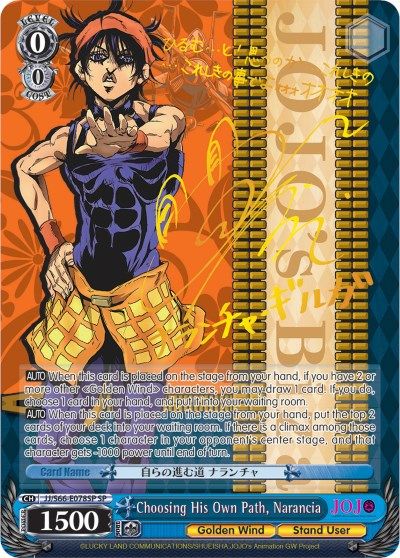 LEVEL
0
0
COST
JOJO'S B
ナランチャギルガ
AUTO When this card is placed on the stage from your hand, if you have 2 or
more other <Golden Wind> characters, you may draw 1 card. If you do,
choose 1 card in your hand, and put it into your waiting room.
AUTO When this card is placed on the stage from your hand, put the top 2
cards of your deck into your waiting room. If there is a climax among those
cards, choose 1 character in your opponent's center stage, and that
character gets -1000 power until end of turn.
Card Name
自らの進む道 ナランチャ
CH JJ/S66-E078SP SP
POWER
1500
Choosing His Own Path, Narancia
JOJ
Golden Wind
Stand User
©LUCKY LAND COMMUNICATIONS/SHUEISHA,JOJO's Animation GW Project